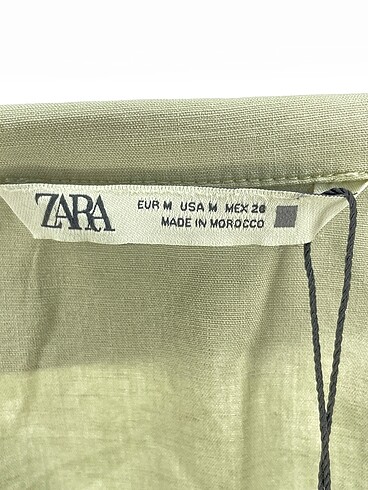 ZARA
EUR M USA M MEX 28
MADE IN MOROCCO